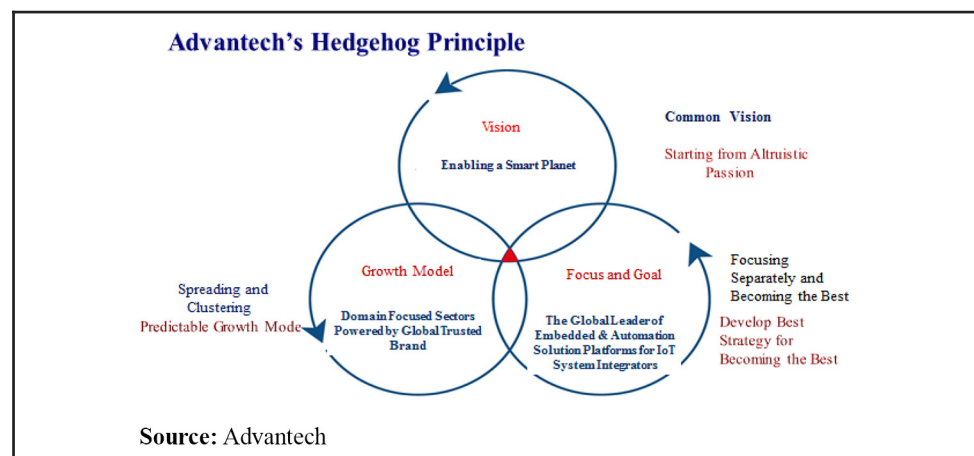 Advantech's Hedgehog Principle
Vision
Enabling a Smart Planet
Common Vision
Starting from Altruistic
Passion
Growth Model
Domain Focused Sectors
Powered by Global Trusted
Brand
Spreading and
Clustering
Predictable Growth Mode
Focus and Goal
The Global Leader of
Embedded & Automation
Solution Platforms for IoT
System Integrators
Focusing
Separately and
Becoming the Best
Develop Best
Strategy for
Becoming the Best
Source: Advantech